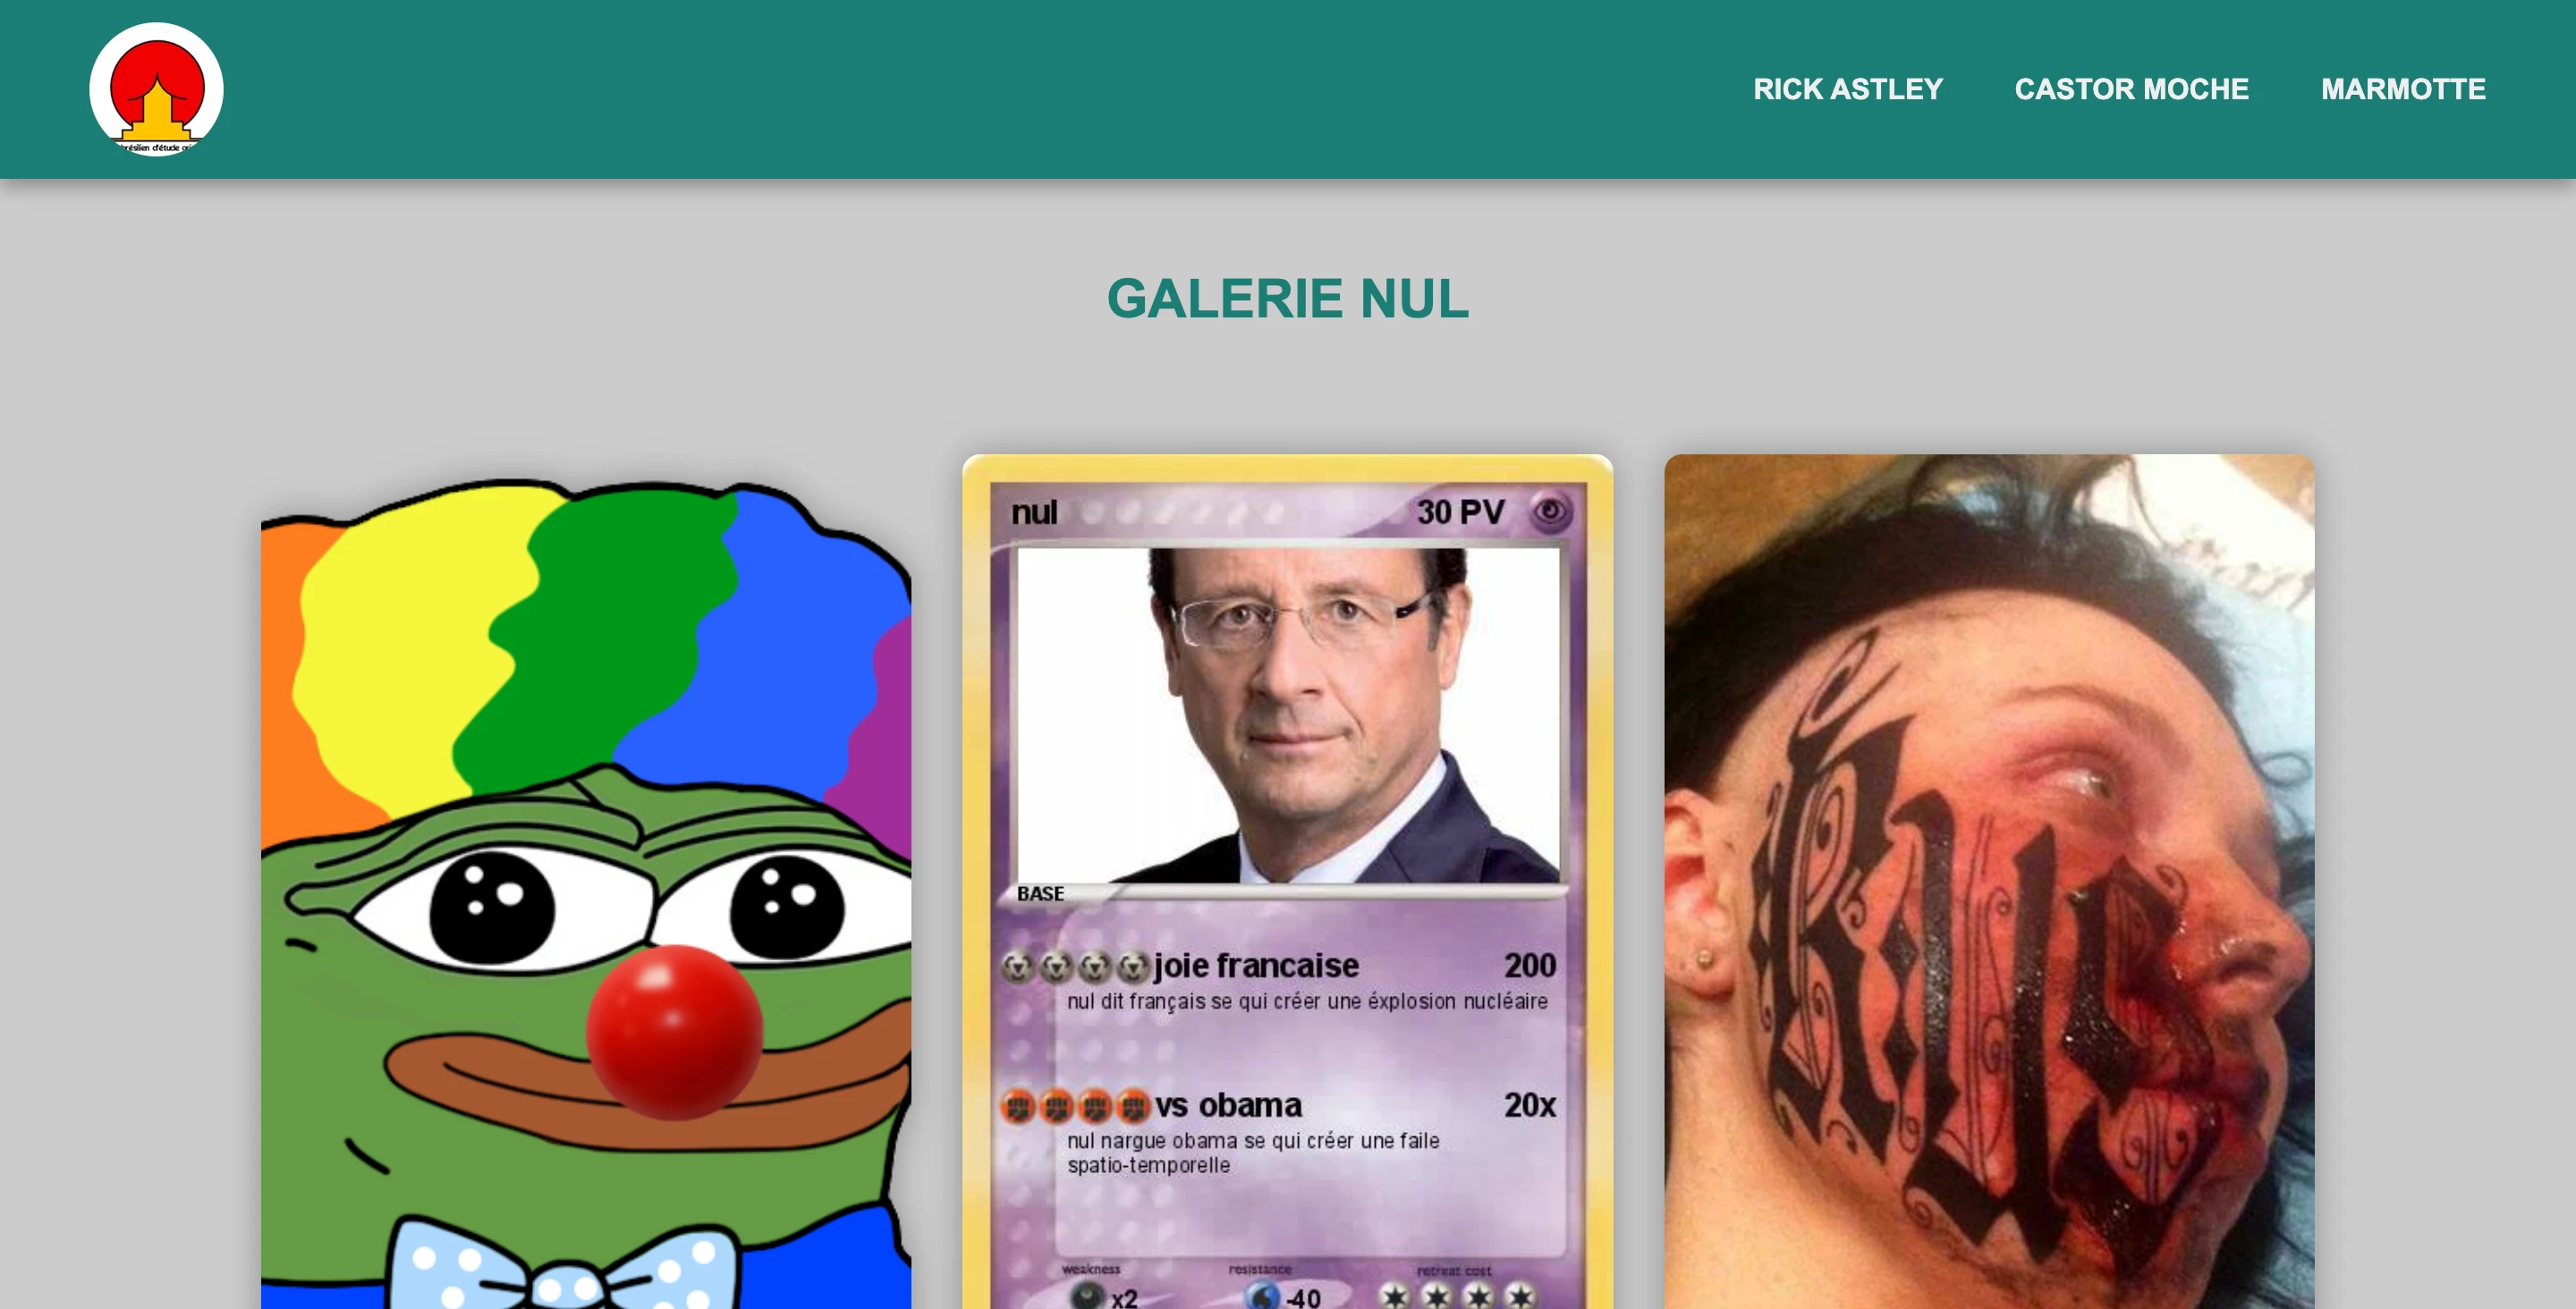 RICK ASTLEY CASTOR MOCHE MARMOTTE
brésilien d'étude
GALERIE NUL
nul 30 PV
BASE
joie francaise 200
nul dit français se qui créer une éxplosion nucléaire
vs obama 20x
nul nargue obama se qui créer une faile
spatio-temporelle
weakness resistance retreat cost
x2 -40